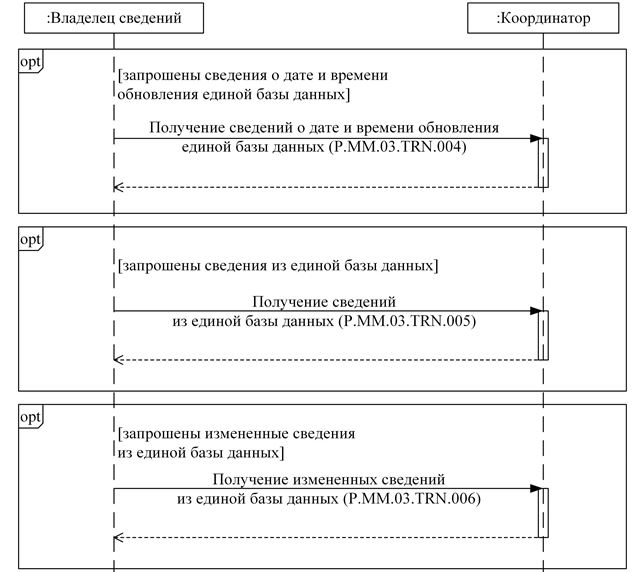 :Владелец сведений
:Координатор
opt
[запрошены сведения о дате и времени
обновления единой базы данных]
Получение сведений о дате и времени обновления
единой базы данных (P.MM.03.TRN.004)
opt
[запрошены сведения из единой базы данных]
Получение сведений
из единой базы данных (P.MM.03.TRN.005)
opt
[запрошены измененные сведения
из единой базы данных]
Получение измененных сведений
из единой базы данных (P.MM.03.TRN.006)